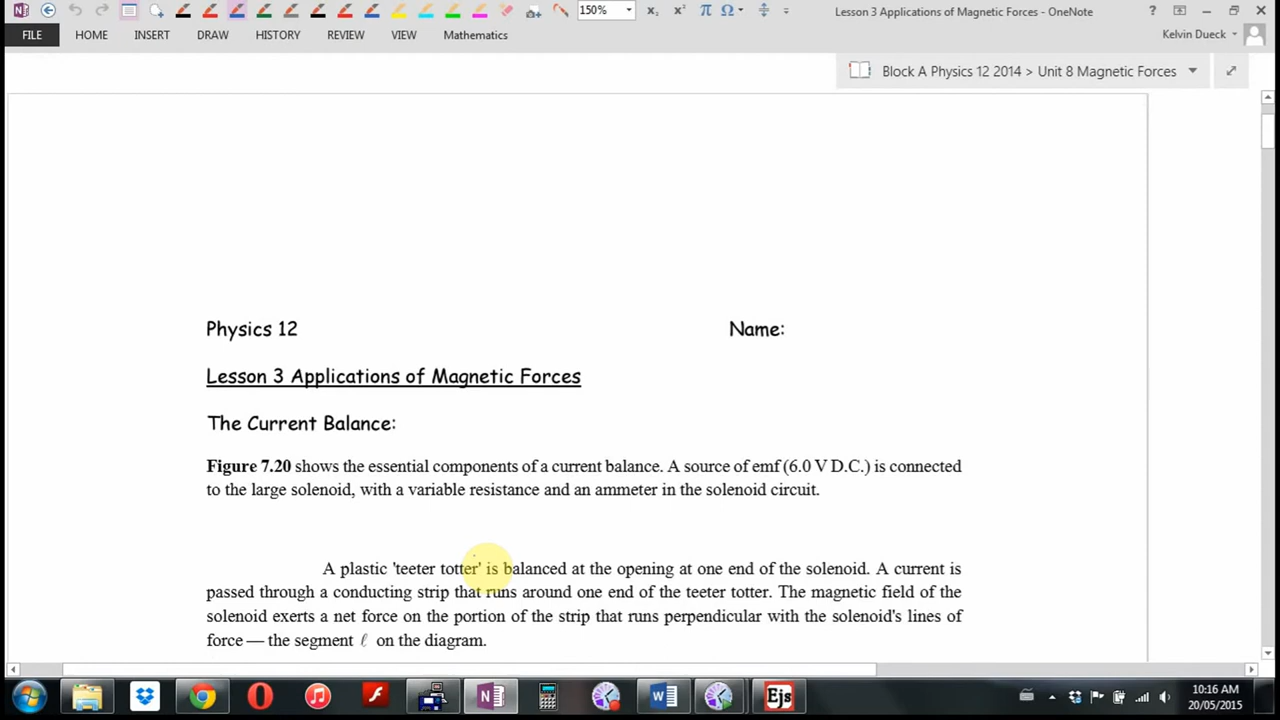 150%
x₁ x² π Ω
Lesson 3 Applications of Magnetic Forces - OneNote
?
FILE HOME INSERT DRAW HISTORY REVIEW VIEW Mathematics
Kelvin Dueck
Block A Physics 12 2014 > Unit 8 Magnetic Forces
Physics 12
Name:
Lesson 3 Applications of Magnetic Forces
The Current Balance:
Figure 7.20 shows the essential components of a current balance. A source of emf (6.0 V D.C.) is connected
to the large solenoid, with a variable resistance and an ammeter in the solenoid circuit.
A plastic 'teeter totter' is balanced at the opening at one end of the solenoid. A current is
passed through a conducting strip that runs around one end of the teeter totter. The magnetic field of the
solenoid exerts a net force on the portion of the strip that runs perpendicular with the solenoid's lines of
force — the segment ℓ on the diagram.
Ejs
10:16 AM
20/05/2015